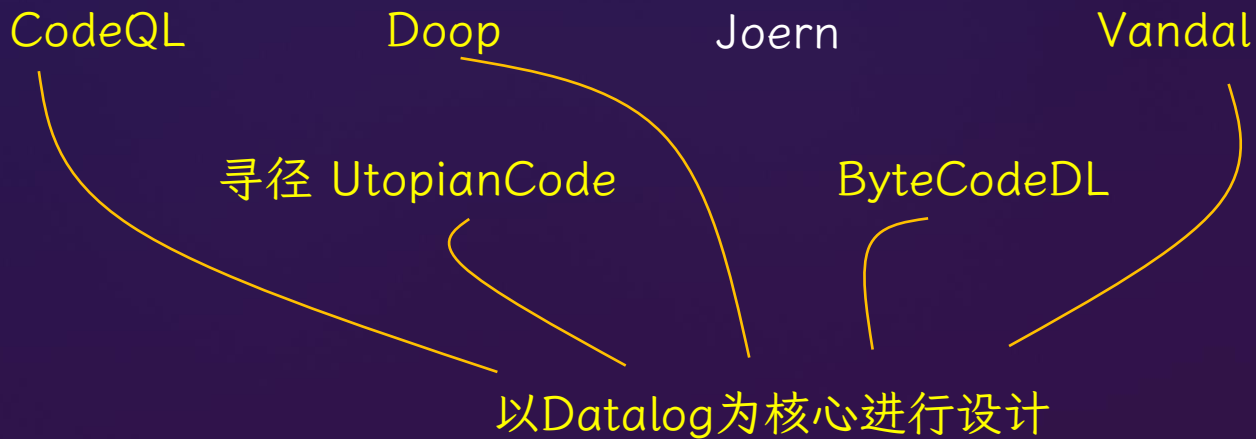 CodeQL Doop Joern Vandal
寻径 UtopianCode ByteCodeDL
以Datalog为核心进行设计